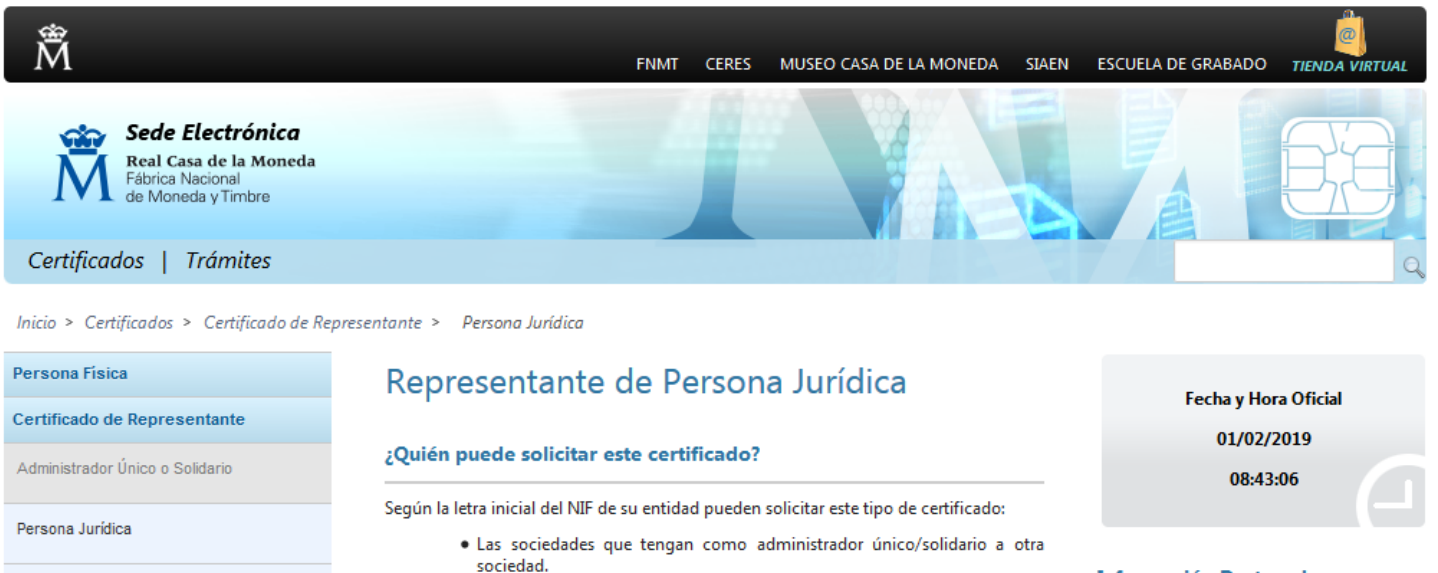 M
FNMT CERES MUSEO CASA DE LA MONEDA SIAEN ESCUELA DE GRABADO TIENDA VIRTUAL
@
Sede Electrónica
Real Casa de la Moneda
Fábrica Nacional
de Moneda y Timbre
M
Certificados | Trámites
Inicio > Certificados > Certificado de Representante > Persona Jurídica
Persona Física
Certificado de Representante
Administrador Único o Solidario
Persona Jurídica
Representante de Persona Jurídica
¿Quién puede solicitar este certificado?
Según la letra inicial del NIF de su entidad pueden solicitar este tipo de certificado:
• Las sociedades que tengan como administrador único/solidario a otra
sociedad.
Fecha y Hora Oficial
01/02/2019
08:43:06